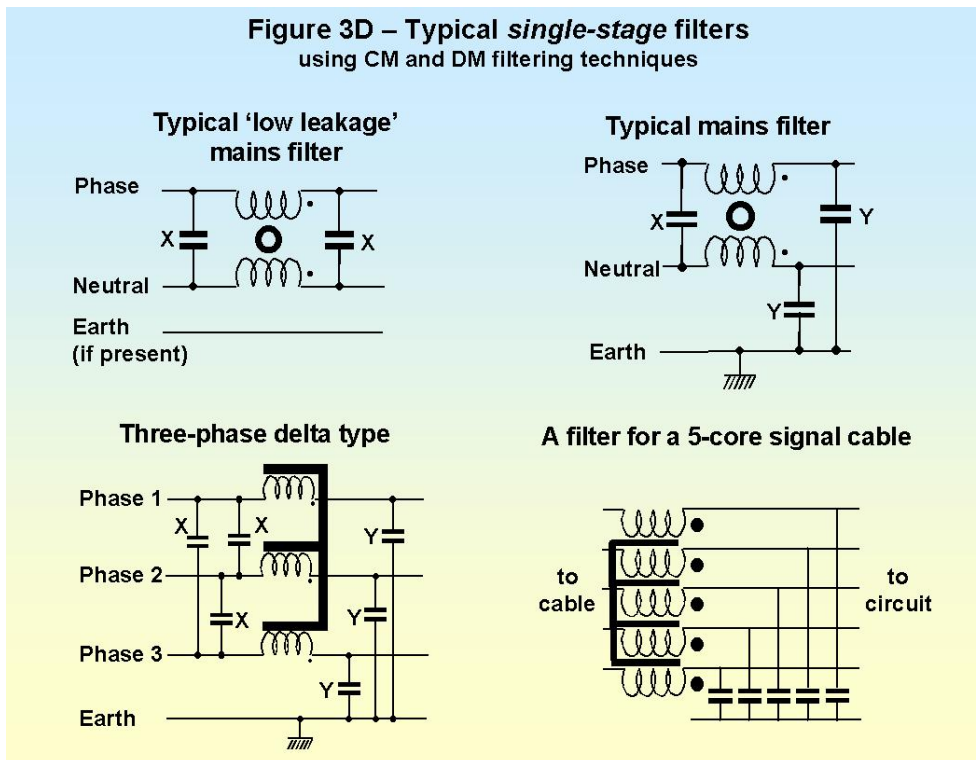 Figure 3D – Typical single-stage filters
using CM and DM filtering techniques
Typical ‘low leakage’
mains filter
Phase
X
X
Neutral
Earth
(if present)
Typical mains filter
Phase
X
Y
Neutral
Y
Earth
Three-phase delta type
Phase 1
X
X
Y
Phase 2
X
Y
Phase 3
Y
Earth
A filter for a 5-core signal cable
to
cable
to
circuit